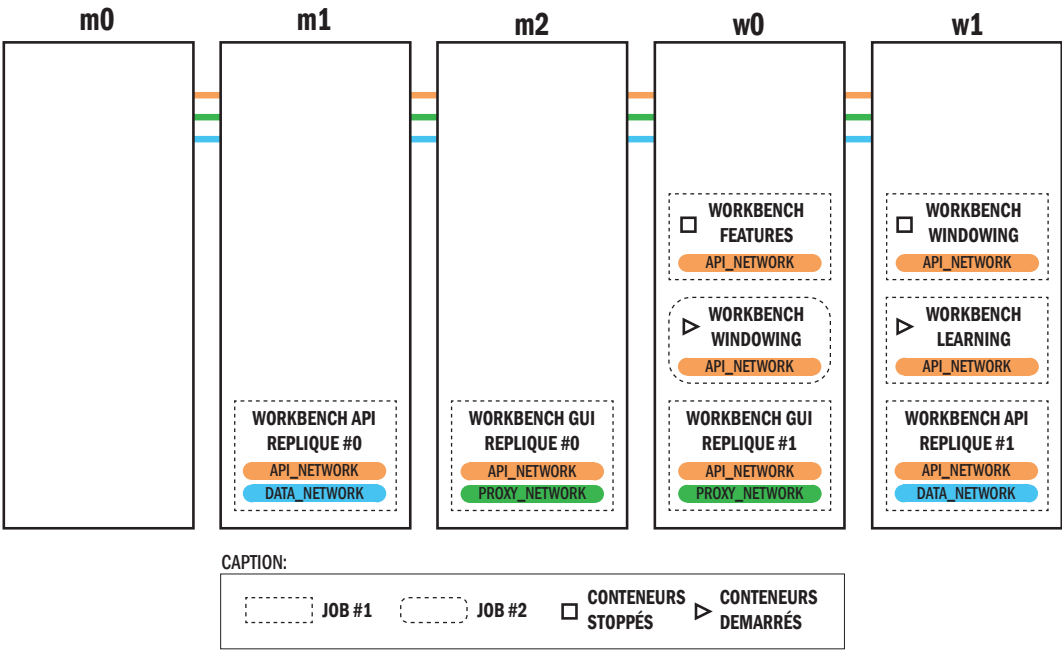 m0
m1
m2
w0
w1
WORKBENCH
FEATURES
API_NETWORK
WORKBENCH
WINDOWING
API_NETWORK
WORKBENCH
WINDOWING
API_NETWORK
WORKBENCH
LEARNING
API_NETWORK
WORKBENCH API
REPLIQUE #0
API_NETWORK
DATA_NETWORK
WORKBENCH GUI
REPLIQUE #0
API_NETWORK
PROXY_NETWORK
WORKBENCH GUI
REPLIQUE #1
API_NETWORK
PROXY_NETWORK
WORKBENCH API
REPLIQUE #1
API_NETWORK
DATA_NETWORK
CAPTION:
JOB #1
JOB #2
CONTENEURS
STOPPÉS
CONTENEURS
DEMARRÉS